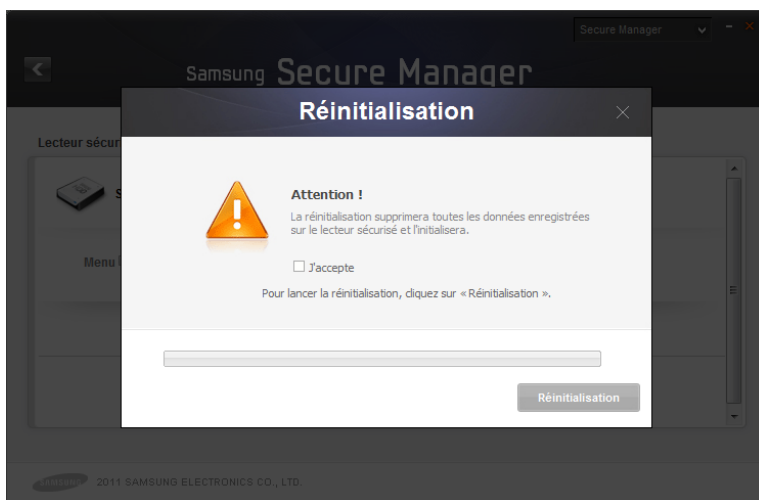 Secure Manager
Samsung Secure Manager
Réinitialisation
Lecteur sécur
S
Attention !
La réinitialisation supprimera toutes les données enregistrées
sur le lecteur sécurisé et l'initialisera.
Menu
J'accepte
Pour lancer la réinitialisation, cliquez sur « Réinitialisation ».
Réinitialisation
SAMSUNG 2011 SAMSUNG ELECTRONICS CO., LTD.